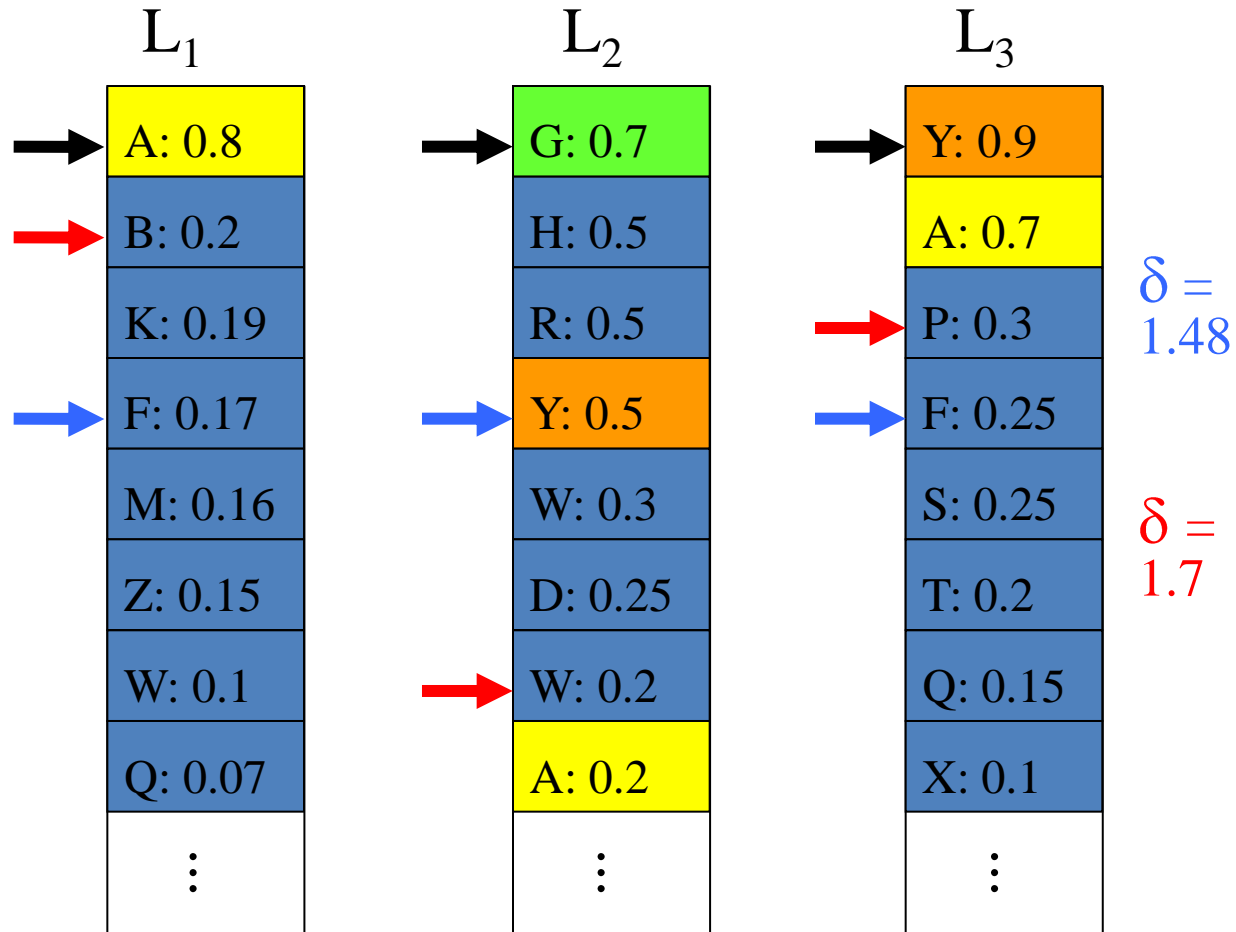 L1
A: 0.8
B: 0.2
K: 0.19
F: 0.17
M: 0.16
Z: 0.15
W: 0.1
Q: 0.07
⋮
L2
G: 0.7
H: 0.5
R: 0.5
Y: 0.5
W: 0.3
D: 0.25
W: 0.2
A: 0.2
⋮
L3
Y: 0.9
A: 0.7
P: 0.3
F: 0.25
S: 0.25
T: 0.2
Q: 0.15
X: 0.1
⋮
δ =
1.48
δ =
1.7